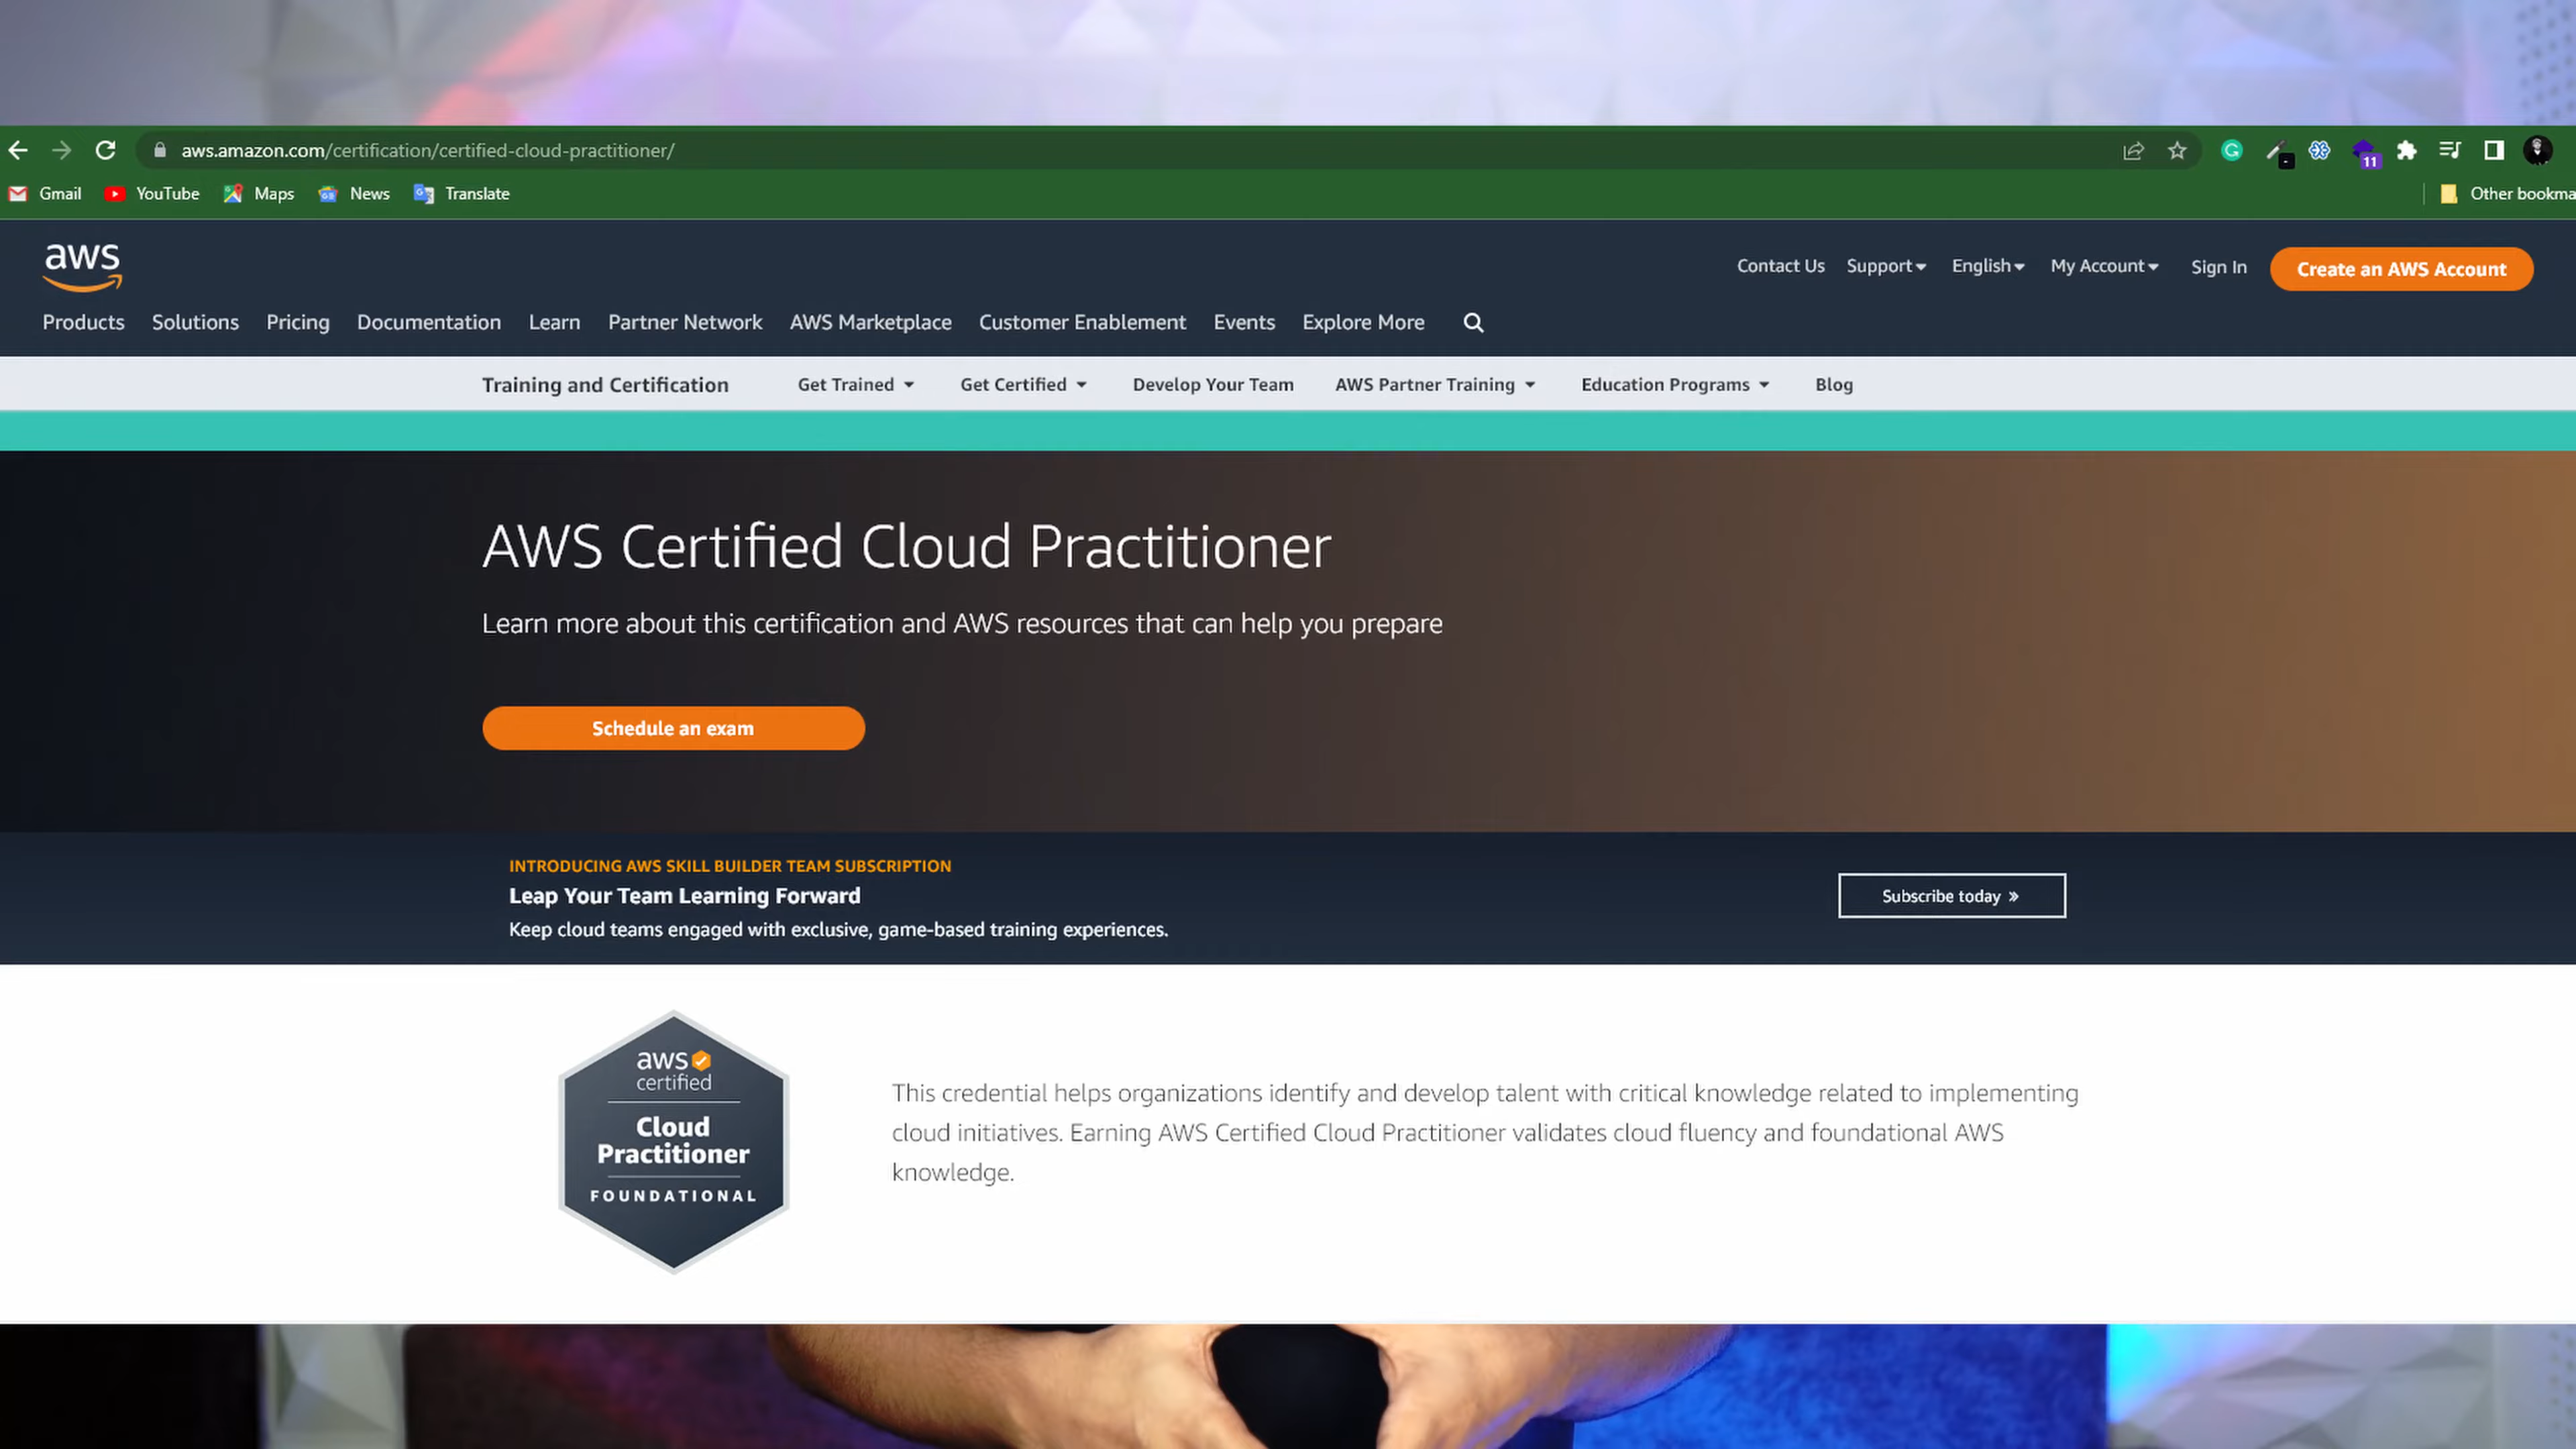 aws.amazon.com/certification/certified-cloud-practitioner/
11
Gmail YouTube Maps News Translate Other bookma
aws
Contact Us Support English My Account Sign In Create an AWS Account
Products Solutions Pricing Documentation Learn Partner Network AWS Marketplace Customer Enablement Events Explore More
Training and Certification Get Trained Get Certified Develop Your Team AWS Partner Training Education Programs Blog
AWS Certified Cloud Practitioner
Learn more about this certification and AWS resources that can help you prepare
Schedule an exam
INTRODUCING AWS SKILL BUILDER TEAM SUBSCRIPTION
Leap Your Team Learning Forward
Keep cloud teams engaged with exclusive, game-based training experiences.
Subscribe today »
aws
certified
Cloud
Practitioner
FOUNDATIONAL
This credential helps organizations identify and develop talent with critical knowledge related to implementing
cloud initiatives. Earning AWS Certified Cloud Practitioner validates cloud fluency and foundational AWS
knowledge.